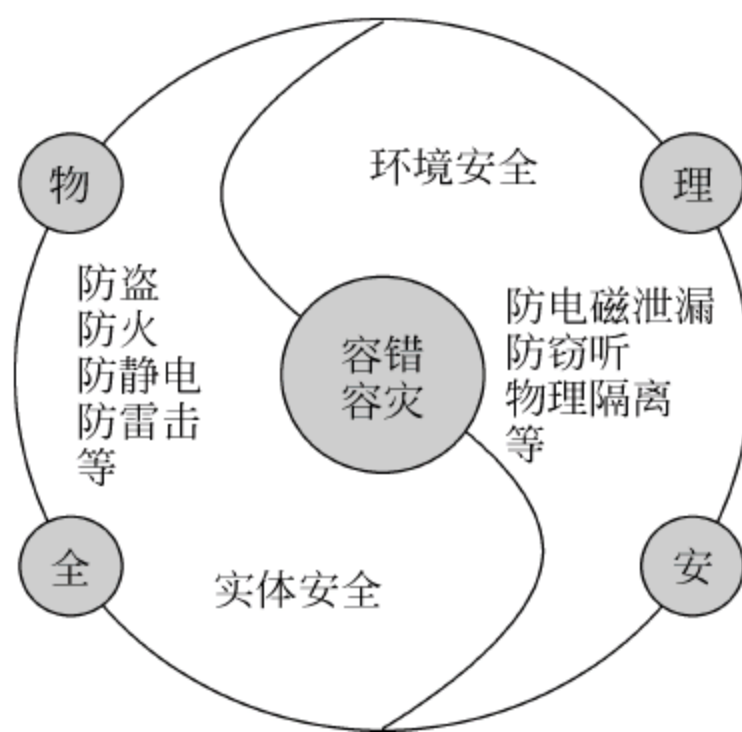 环境安全
物
理
防盗
防火
防静电
防雷击
等
防电磁泄漏
防窃听
物理隔离
等
容错
容灾
全
安
实体安全